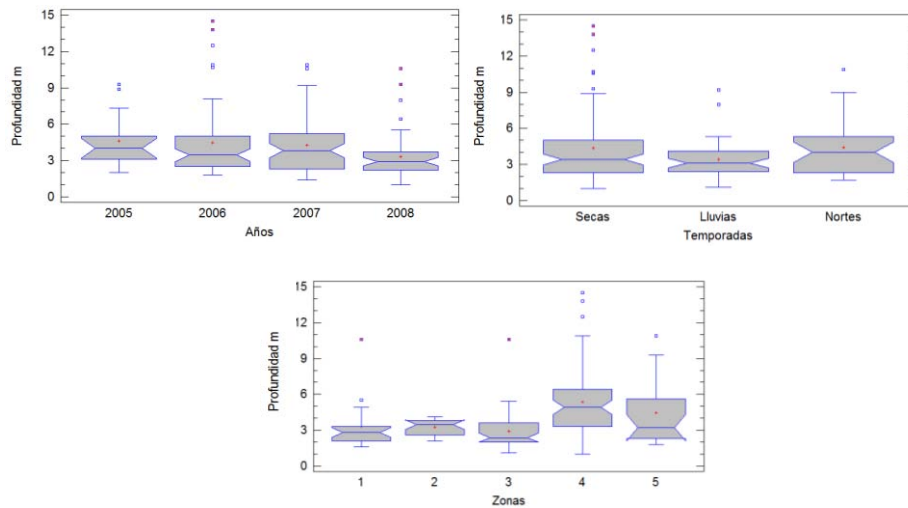 Profundidad m
15
12
9
6
3
0
2005 2006 2007 2008
Años
Profundidad m
15
12
9
6
3
0
Secas Lluvias Nortes
Temporadas
Profundidad m
15
12
9
6
3
0
1 2 3 4 5
Zonas